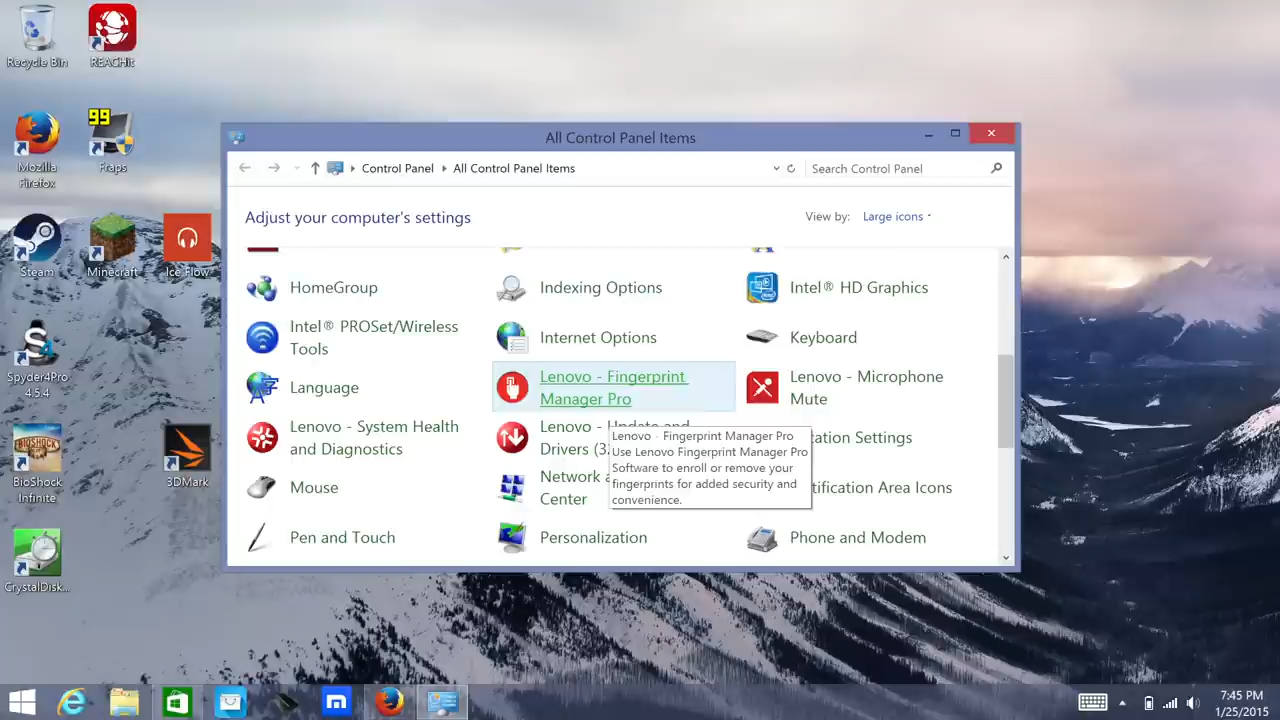 Recycle Bin
REACHit
Mozilla
Firefox
99
Fraps
Steam
Minecraft
Ice Flow
Spyder4Pro
4.5.4
BioShock
Infinite
3DMark
CrystalDisk...
All Control Panel Items
Control Panel
All Control Panel Items
Search Control Panel
Adjust your computer's settings
View by:
Large icons
HomeGroup
Indexing Options
Intel® HD Graphics
Intel® PROSet/Wireless
Tools
Internet Options
Keyboard
Language
Lenovo - Fingerprint
Manager Pro
Lenovo - Microphone
Mute
Lenovo - System Health
and Diagnostics
Lenovo - Update and
Drivers (32
Lenovo - Fingerprint Manager Pro
Use Lenovo Fingerprint Manager Pro
Software to enroll or remove your
fingerprints for added security and
convenience.
cation Settings
Mouse
Network a
Center
tification Area Icons
Pen and Touch
Personalization
Phone and Modem
7:45 PM
1/25/2015